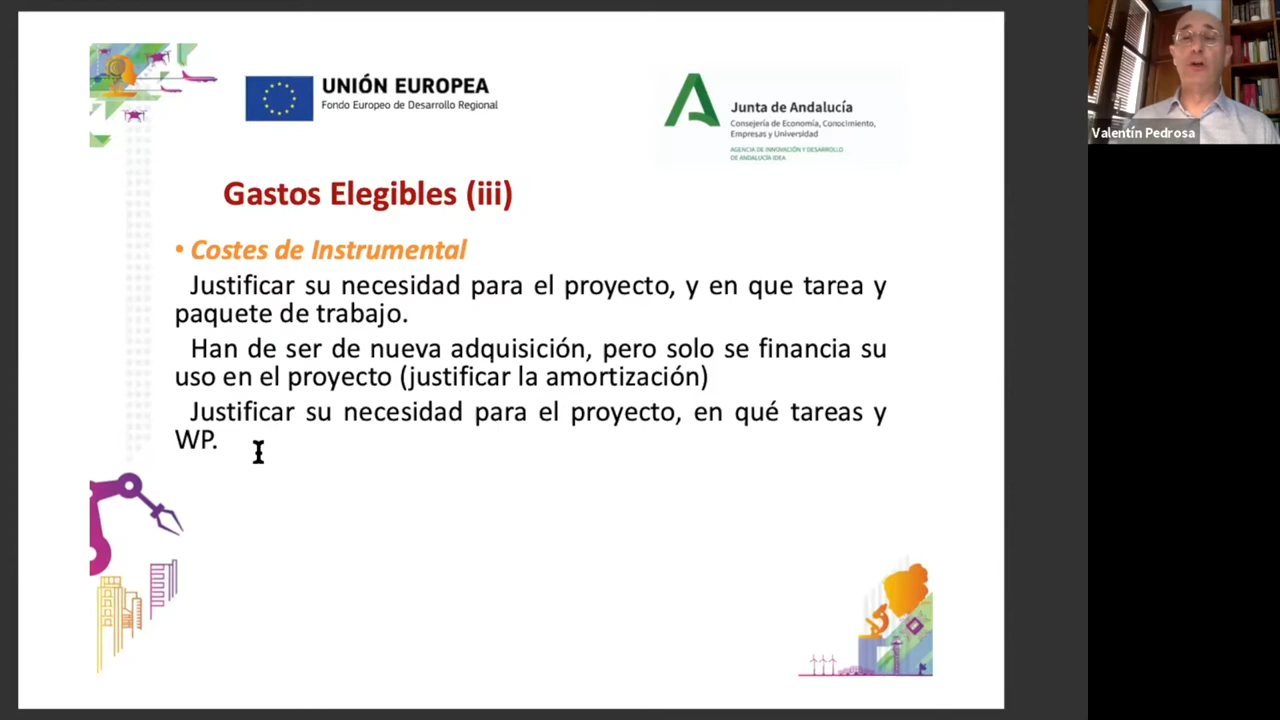 UNIÓN EUROPEA
Fondo Europeo de Desarrollo Regional
Junta de Andalucía
Consejería de Economía, Conocimiento,
Empresas y Universidad
AGENCIA DE INNOVACIÓN Y DESARROLLO
DE ANDALUCÍA IDEA
Valentín Pedrosa
Gastos Elegibles (iii)
• Costes de Instrumental
Justificar su necesidad para el proyecto, y en que tarea y
paquete de trabajo.
Han de ser de nueva adquisición, pero solo se financia su
uso en el proyecto (justificar la amortización)
Justificar su necesidad para el proyecto, en qué tareas y
WP.